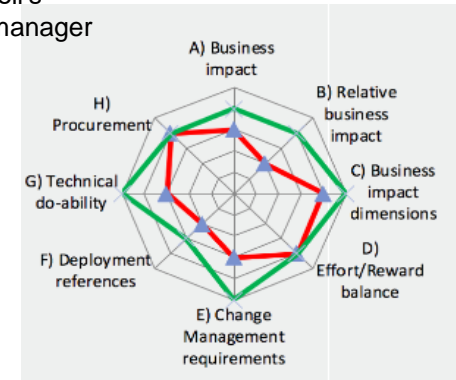 manager
A) Business
impact
B) Relative
business
impact
H)
Procurement
C) Business
impact
dimensions
G) Technical
do-ability
D)
Effort/Reward
balance
F) Deployment
references
E) Change
Management
requirements